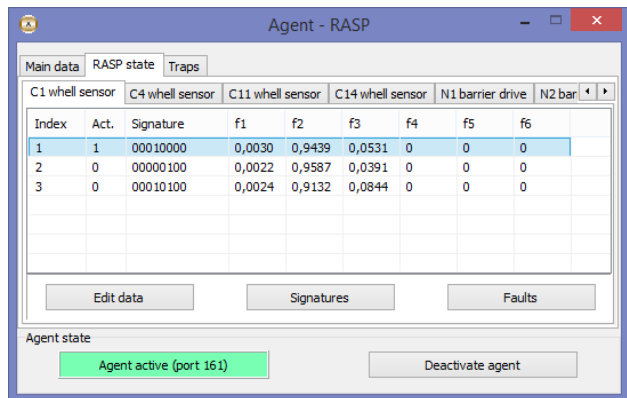 Agent - RASP
Main data RASP state Traps
C1 whell sensor C4 whell sensor C11 whell sensor C14 whell sensor N1 barrier drive N2 bar
Index Act. Signature f1 f2 f3 f4 f5 f6
1 1 00010000 0,0030 0,9439 0,0531 0 0 0
2 0 00000100 0,0022 0,9587 0,0391 0 0 0
3 0 00010100 0,0024 0,9132 0,0844 0 0 0
Edit data Signatures Faults
Agent state
Agent active (port 161) Deactivate agent